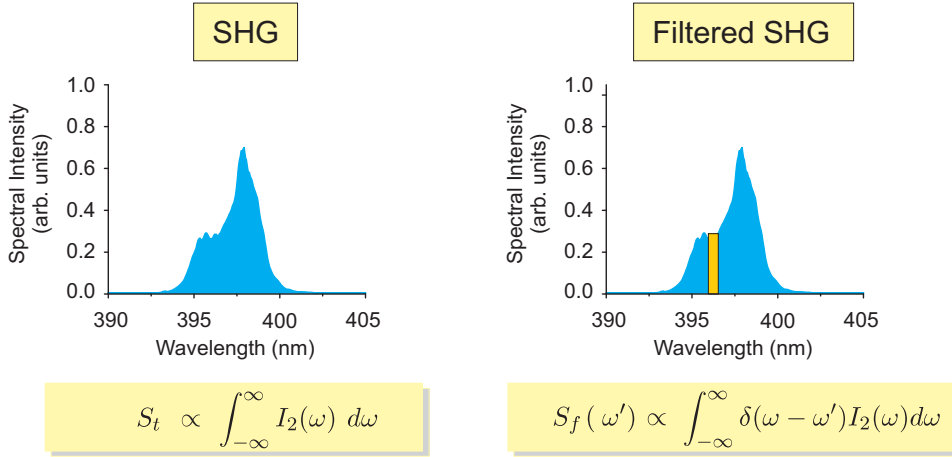 SHG
Spectral Intensity
(arb. units)
1.0
0.8
0.6
0.4
0.2
0.0
390 395 400 405
Wavelength (nm)
S_t ∝ ∫_{-∞}^{∞} I_2(ω) dω
Filtered SHG
Spectral Intensity
(arb. units)
1.0
0.8
0.6
0.4
0.2
0.0
390 395 400 405
Wavelength (nm)
S_f(ω′) ∝ ∫_{-∞}^{∞} δ(ω − ω′)I_2(ω)dω